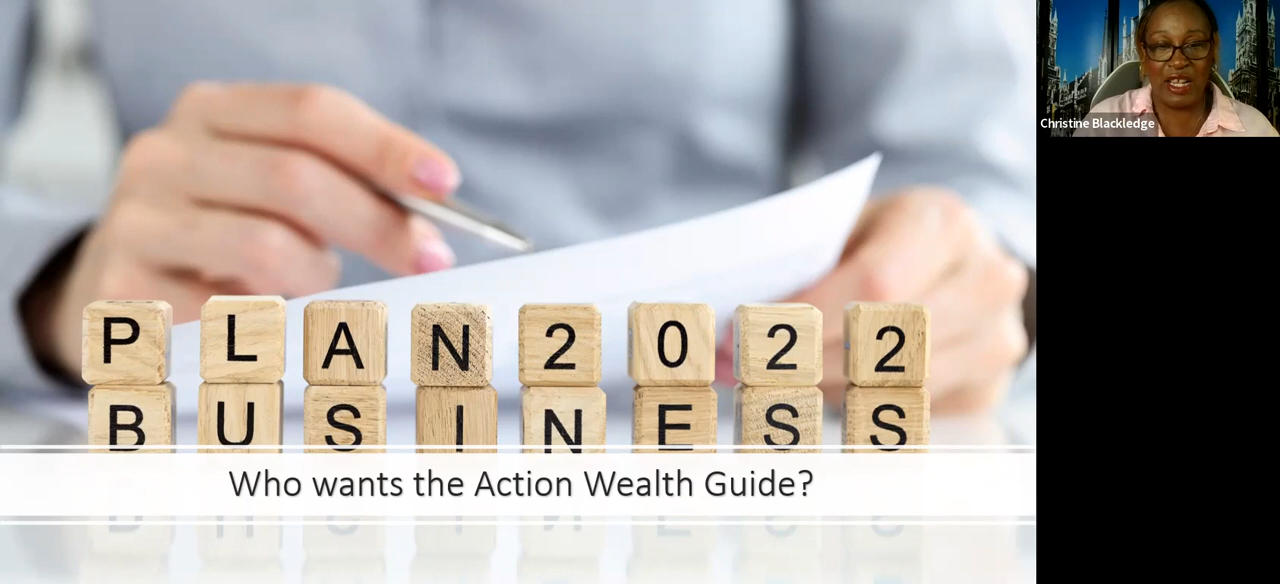 PLAN2022
BUSINESS
Who wants the Action Wealth Guide?
Christine Blackledge